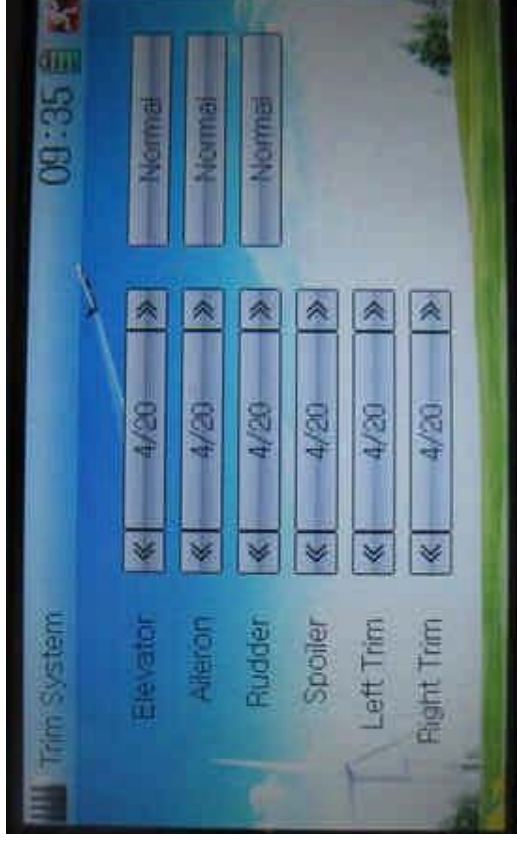 Trim System 09:35
Elevator 4/20 Normal
Aileron 4/20 Normal
Rudder 4/20 Normal
Spoiler 4/20
Left Trim 4/20
Right Trim 4/20